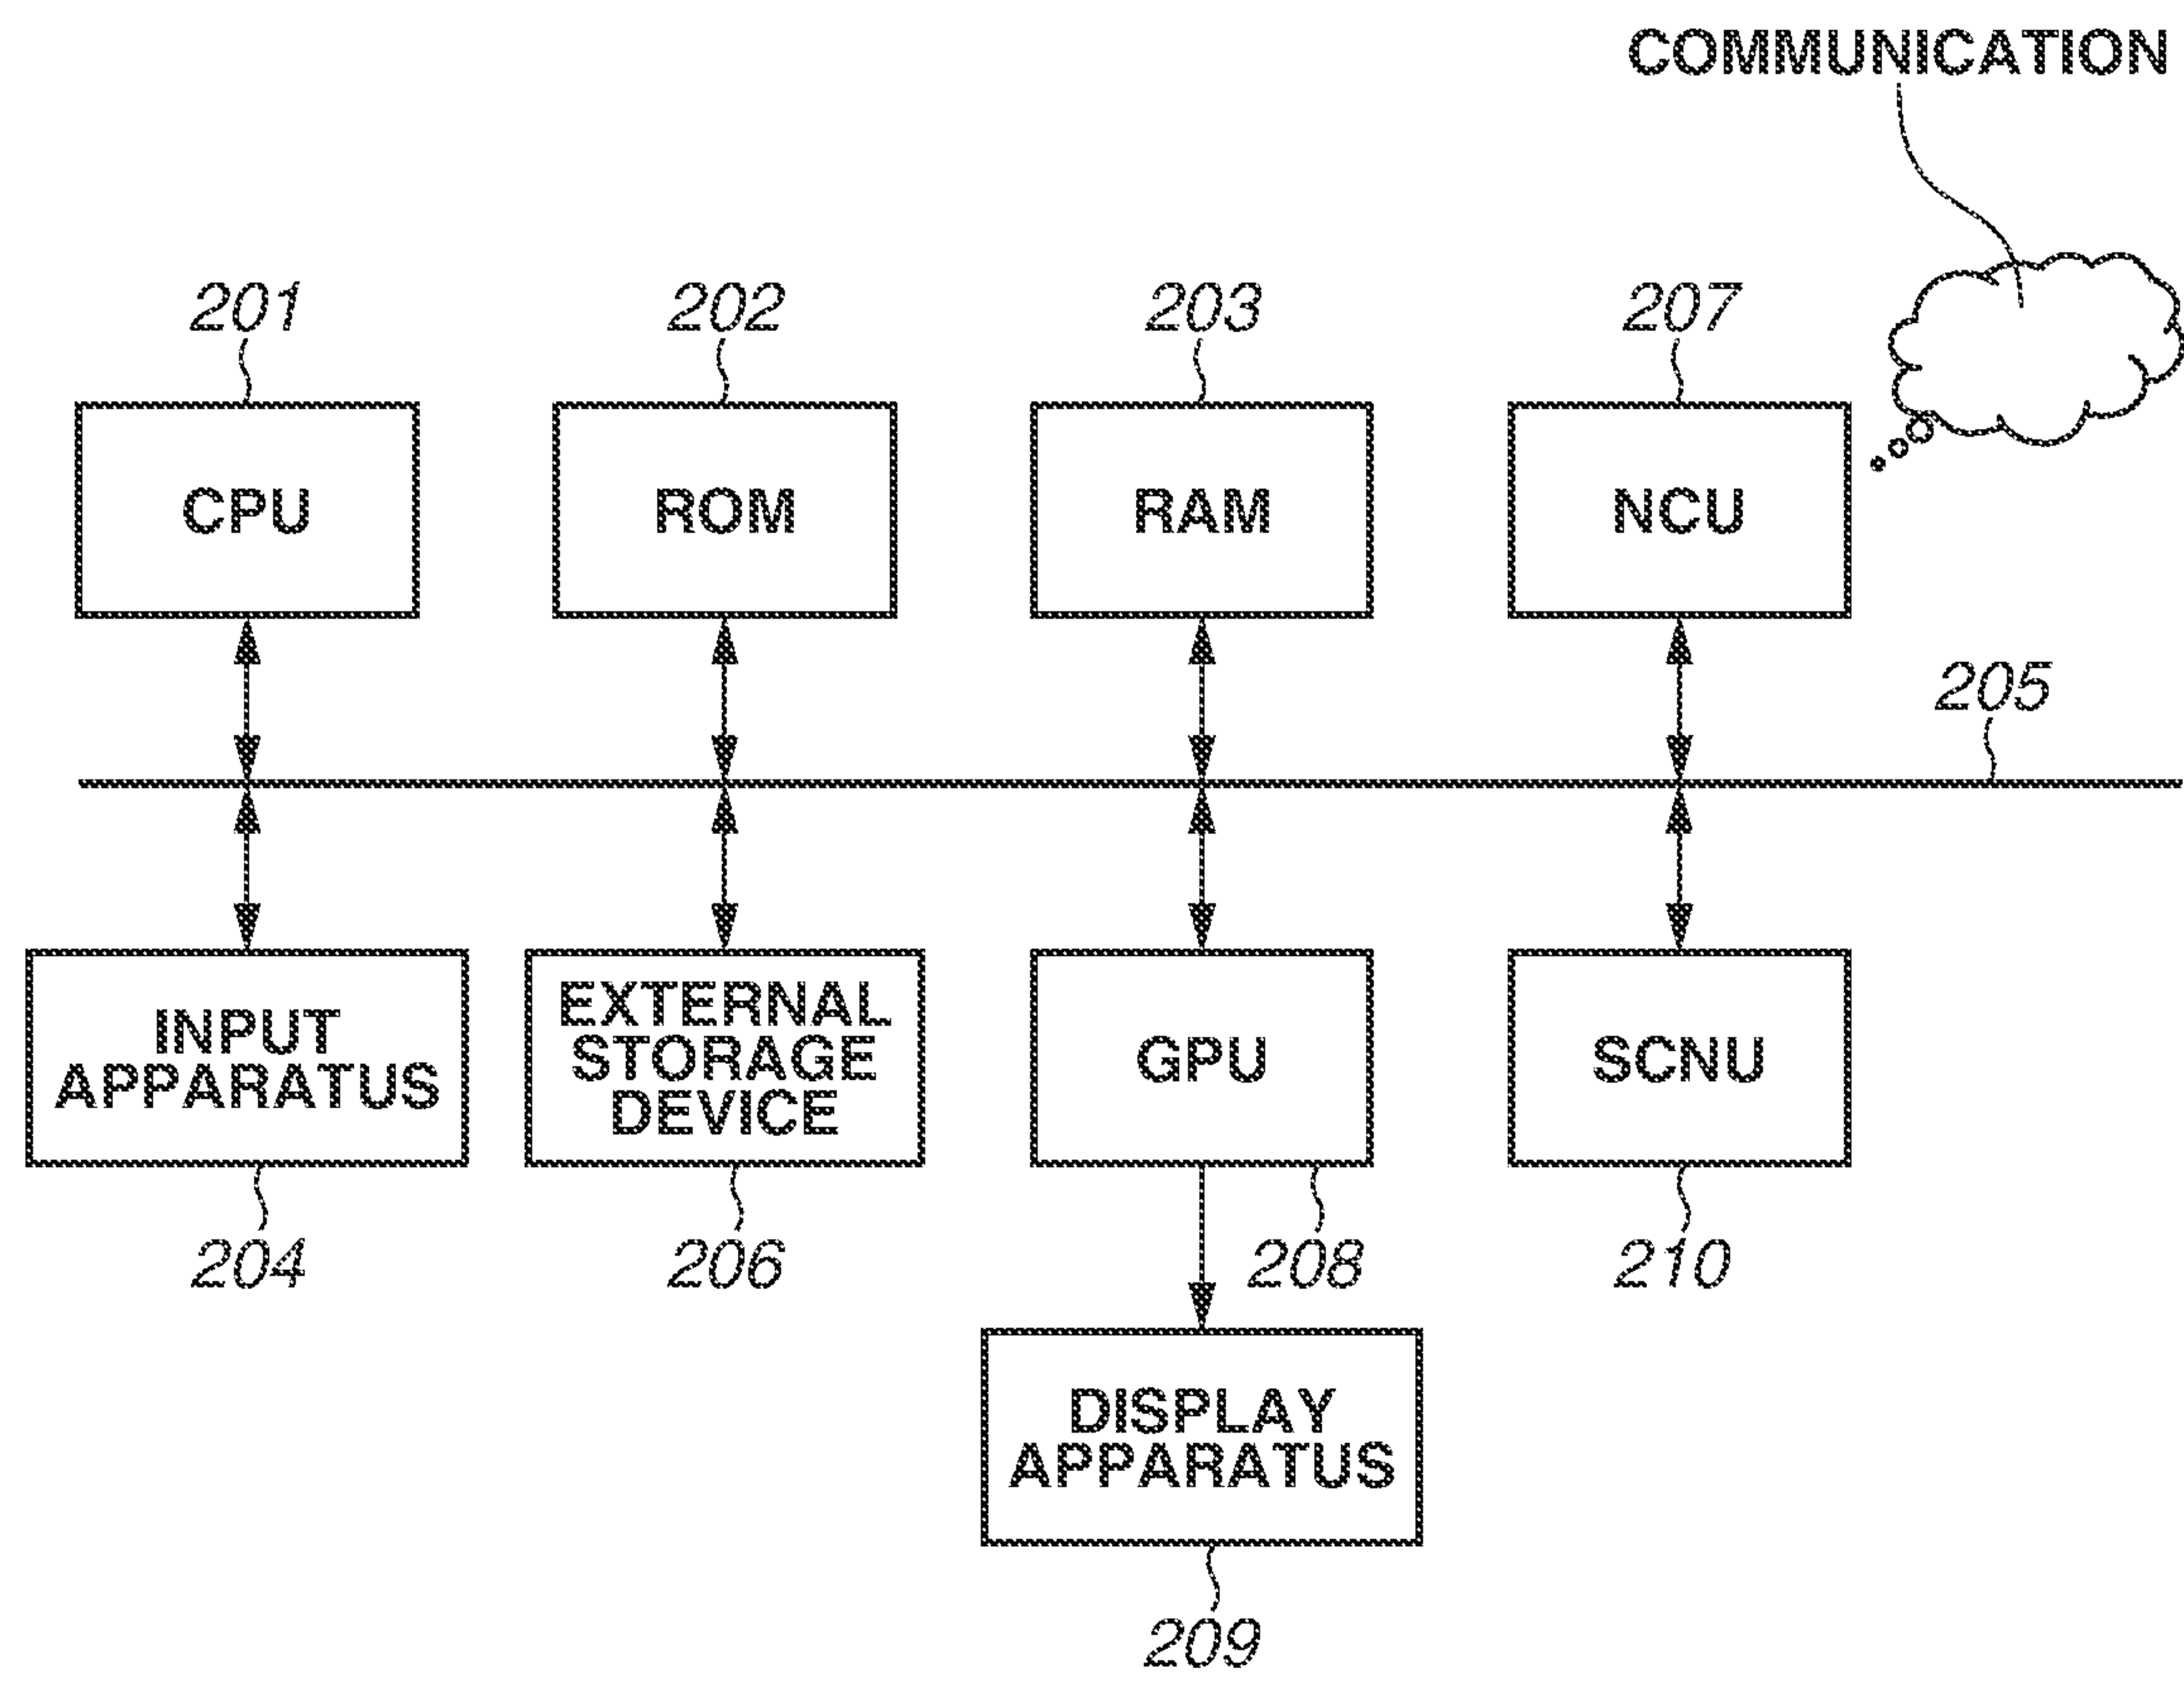 COMMUNICATION
201
202
203
207
CPU
ROM
RAM
NCU
205
INPUT
APPARATUS
EXTERNAL
STORAGE
DEVICE
GPU
SCNU
204
206
208
210
DISPLAY
APPARATUS
209